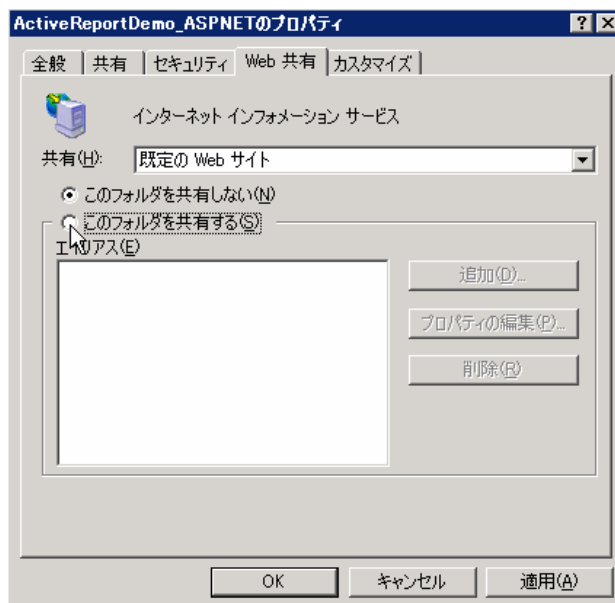 ActiveReportDemo_ASPNETのプロパティ
全般 共有 セキュリティ Web 共有 カスタマイズ
インターネット インフォメーション サービス
共有(H): 既定の Web サイト
このフォルダを共有しない(N)
このフォルダを共有する(S)
エイリアス(E)
追加(D)...
プロパティの編集(P)...
削除(R)
OK キャンセル 適用(A)